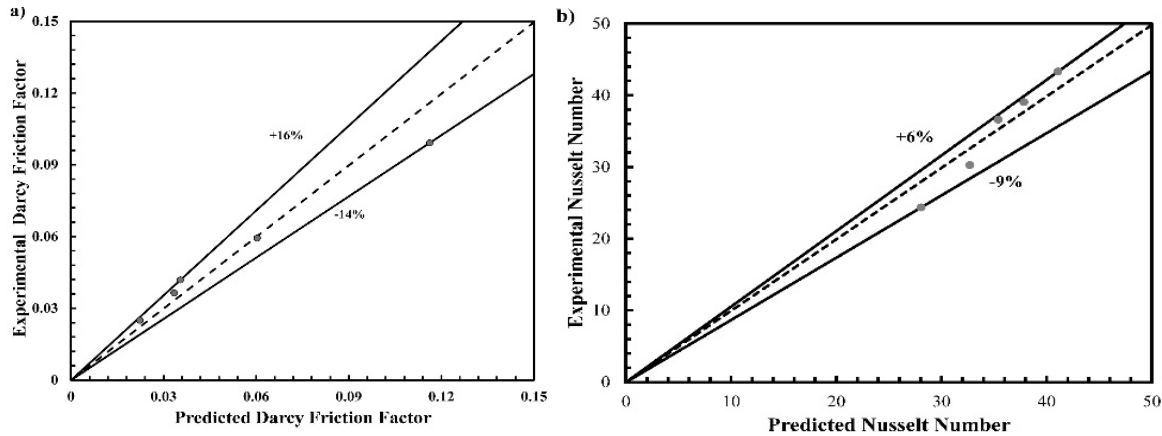 a)
Experimental Darcy Friction Factor
0.15
0.12
0.09
0.06
0.03
0
+16%
-14%
0 0.03 0.06 0.09 0.12 0.15
Predicted Darcy Friction Factor
b)
Experimental Nusselt Number
50
40
30
20
10
0
+6%
-9%
0 10 20 30 40 50
Predicted Nusselt Number